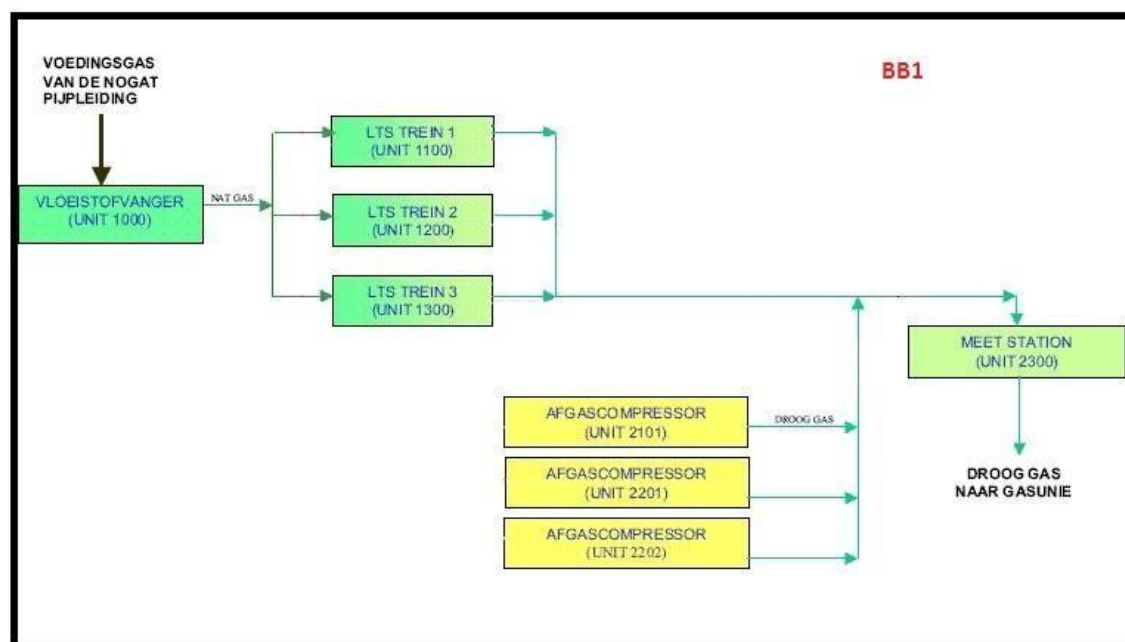 VOEDINGSGAS
VAN DE NOGAT
PIJPLEIDING
BB1
LTS TREIN 1
(UNIT 1100)
VLOEISTOFVANGER
(UNIT 1000)
NAT GAS
LTS TREIN 2
(UNIT 1200)
LTS TREIN 3
(UNIT 1300)
MEET STATION
(UNIT 2300)
AFGASCOMPRESSOR
(UNIT 2101)
DROOG GAS
AFGASCOMPRESSOR
(UNIT 2201)
AFGASCOMPRESSOR
(UNIT 2202)
DROOG GAS
NAAR GASUNIE